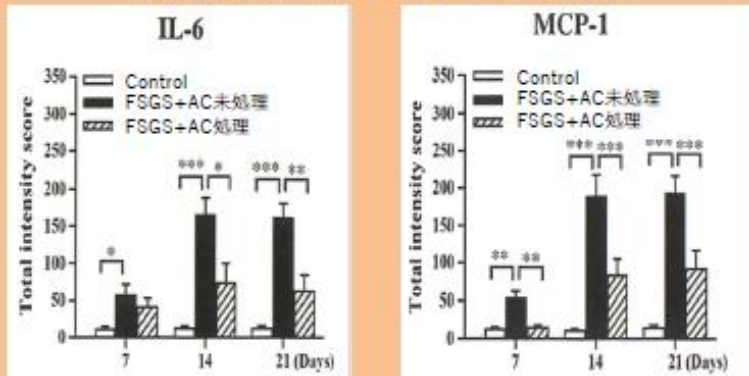 IL-6
Total intensity score
350
300
250
200
150
100
50
0
Control
FSGS+AC未処理
FSGS+AC処理
*
*** *
*** **
7 14 21 (Days)
MCP-1
Total intensity score
350
300
250
200
150
100
50
0
Control
FSGS+AC未処理
FSGS+AC処理
** **
*** ***
*** ***
7 14 21 (Days)